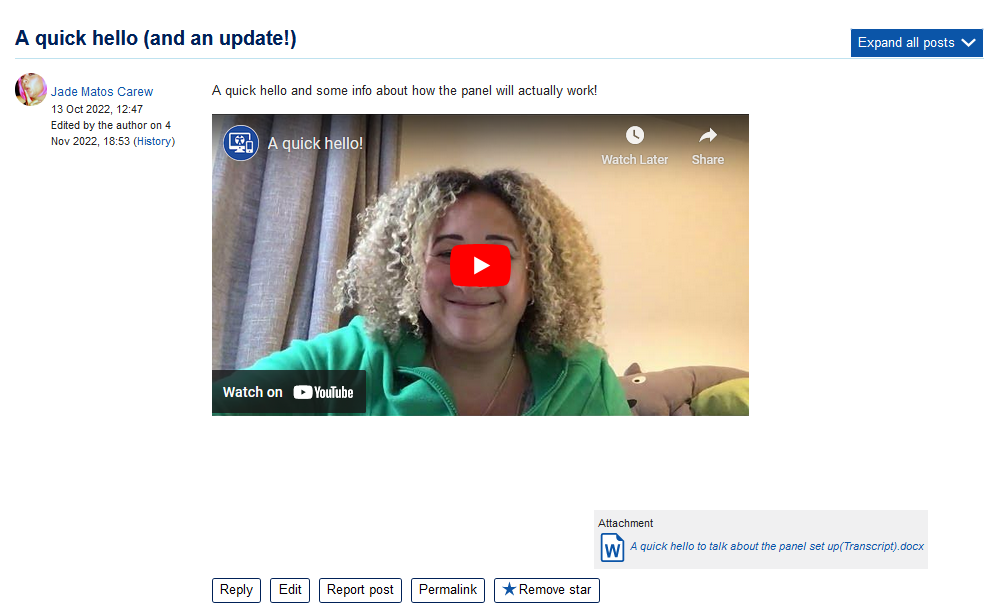 A quick hello (and an update!)
Expand all posts
Jade Matos Carew
13 Oct 2022, 12:47
Edited by the author on 4
Nov 2022, 18:53 (History)
A quick hello and some info about how the panel will actually work!
A quick hello!
Watch Later
Share
Watch on YouTube
Attachment
W
A quick hello to talk about the panel set up(Transcript).docx
Reply
Edit
Report post
Permalink
Remove star